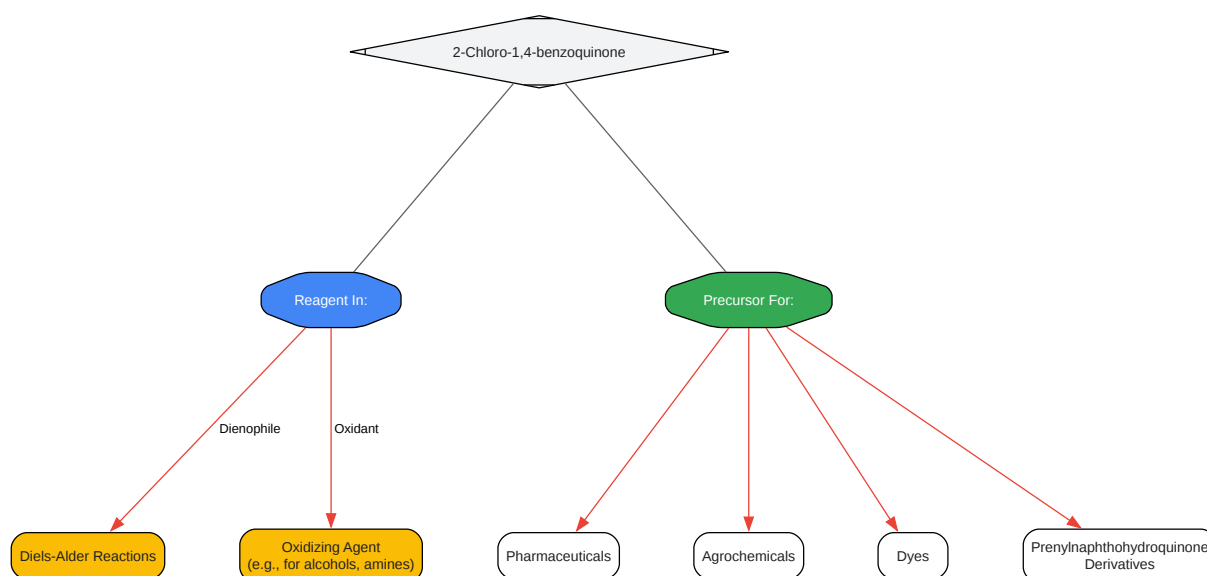 2-Chloro-1,4-benzoquinone
Reagent In:
Precursor For:
Dienophile
Oxidant
Diels-Alder Reactions
Oxidizing Agent
(e.g., for alcohols, amines)
Pharmaceuticals
Agrochemicals
Dyes
Prenylnaphthohydroquinone
Derivatives